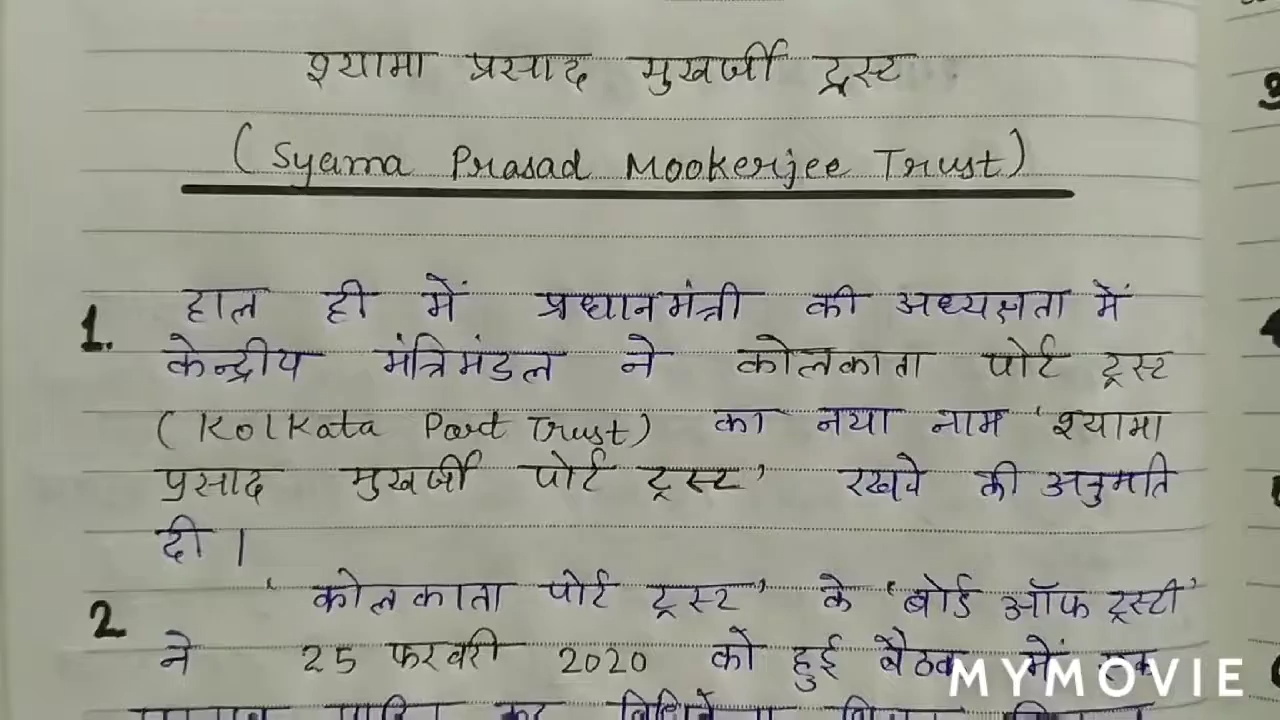 श्यामा प्रसाद मुखर्जी ट्रस्ट
(Syama Prasad Mookerjee Trust)
1. हाल ही में प्रधानमंत्री की अध्यक्षता में
केन्द्रीय मंत्रिमंडल ने कोलकाता पोर्ट ट्रस्ट
(Kolkata Port Trust) का नया नाम 'श्यामा
प्रसाद मुखर्जी पोर्ट ट्रस्ट' रखने की अनुमति
दी।
2 'कोलकाता पोर्ट ट्रस्ट' के 'बोर्ड ऑफ ट्रस्टी'
ने 25 फरवरी 2020 को हुई बैठक में एक
MYMOVIE